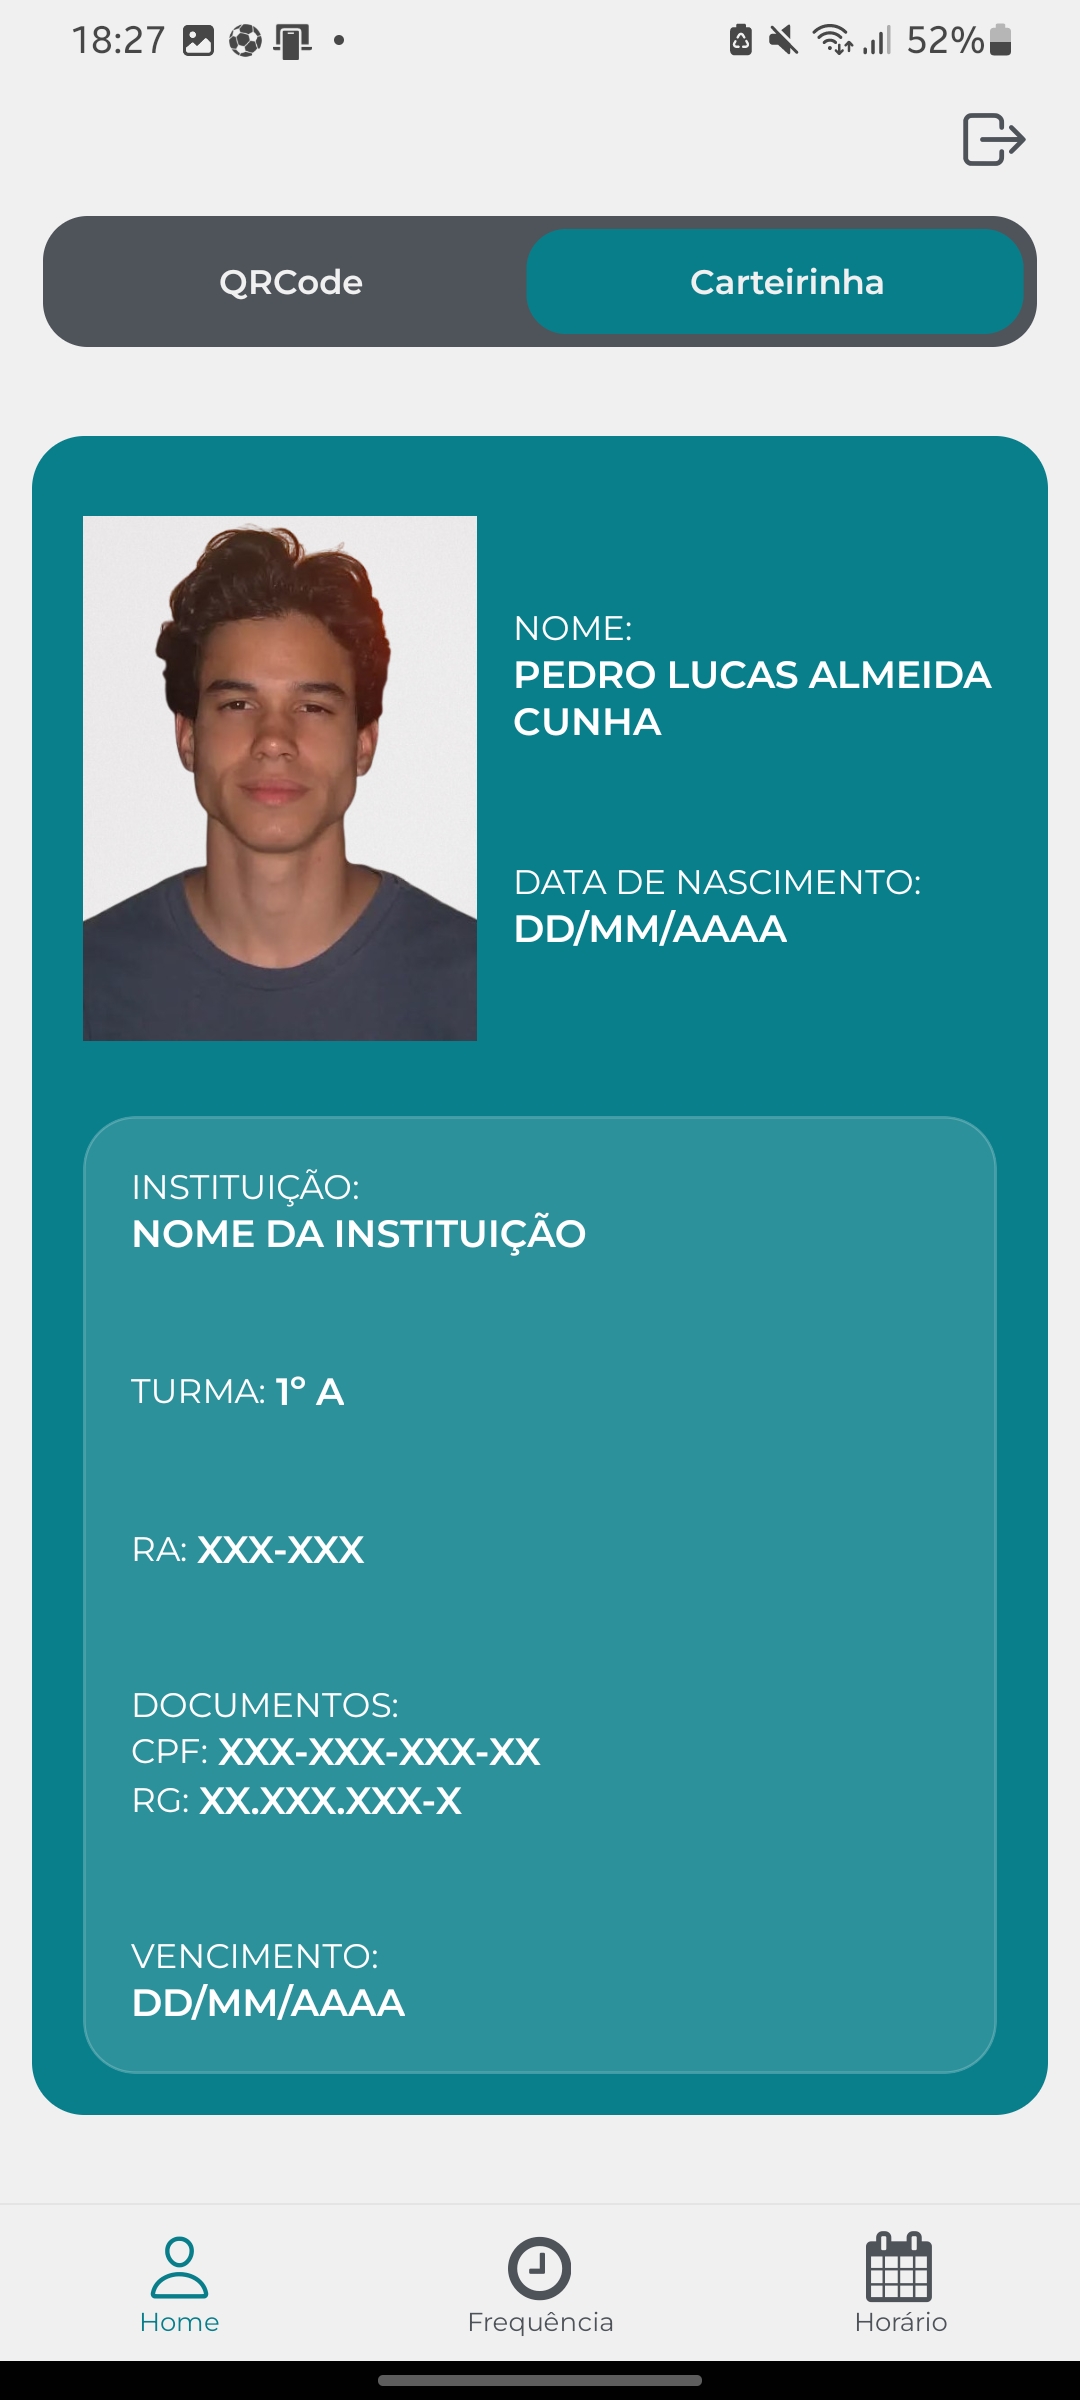 18:27
52%
QRCode
Carteirinha
NOME:
PEDRO LUCAS ALMEIDA
CUNHA
DATA DE NASCIMENTO:
DD/MM/AAAA
INSTITUIÇÃO:
NOME DA INSTITUIÇÃO
TURMA: 1º A
RA: XXX-XXX
DOCUMENTOS:
CPF: XXX-XXX-XXX-XX
RG: XX.XXX.XXX-X
VENCIMENTO:
DD/MM/AAAA
Home
Frequência
Horário